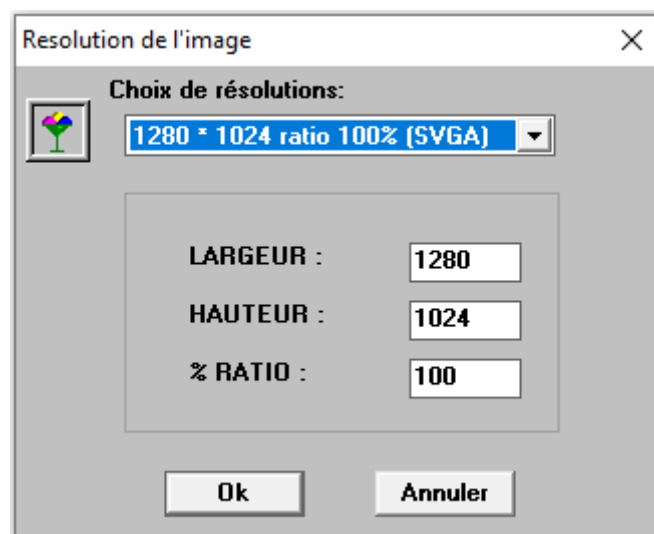 Resolution de l'image
Choix de résolutions:
1280 * 1024 ratio 100% (SVGA)
LARGEUR : 1280
HAUTEUR : 1024
% RATIO : 100
Ok Annuler